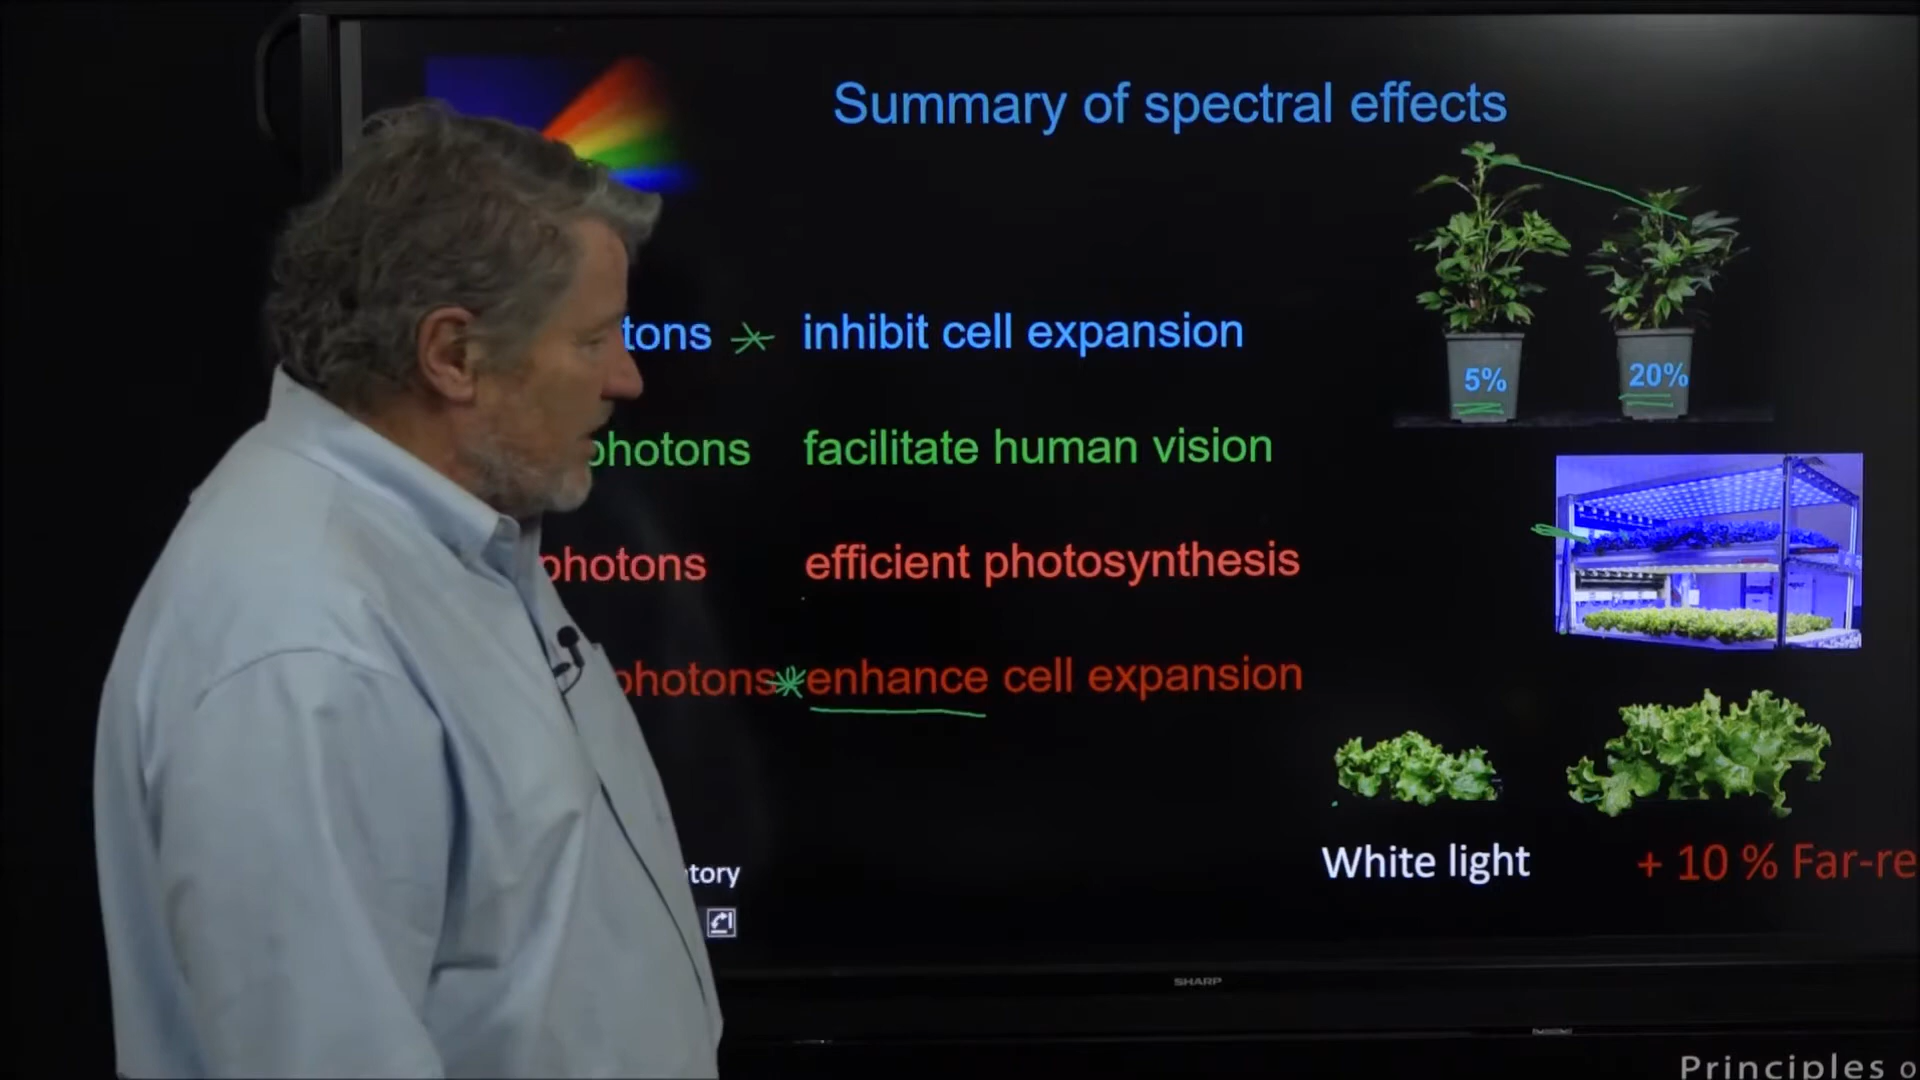 Summary of spectral effects
tons inhibit cell expansion
5%
20%
photons facilitate human vision
photons efficient photosynthesis
photons enhance cell expansion
White light
+ 10 % Far-re
tory
SHARP
Principles o